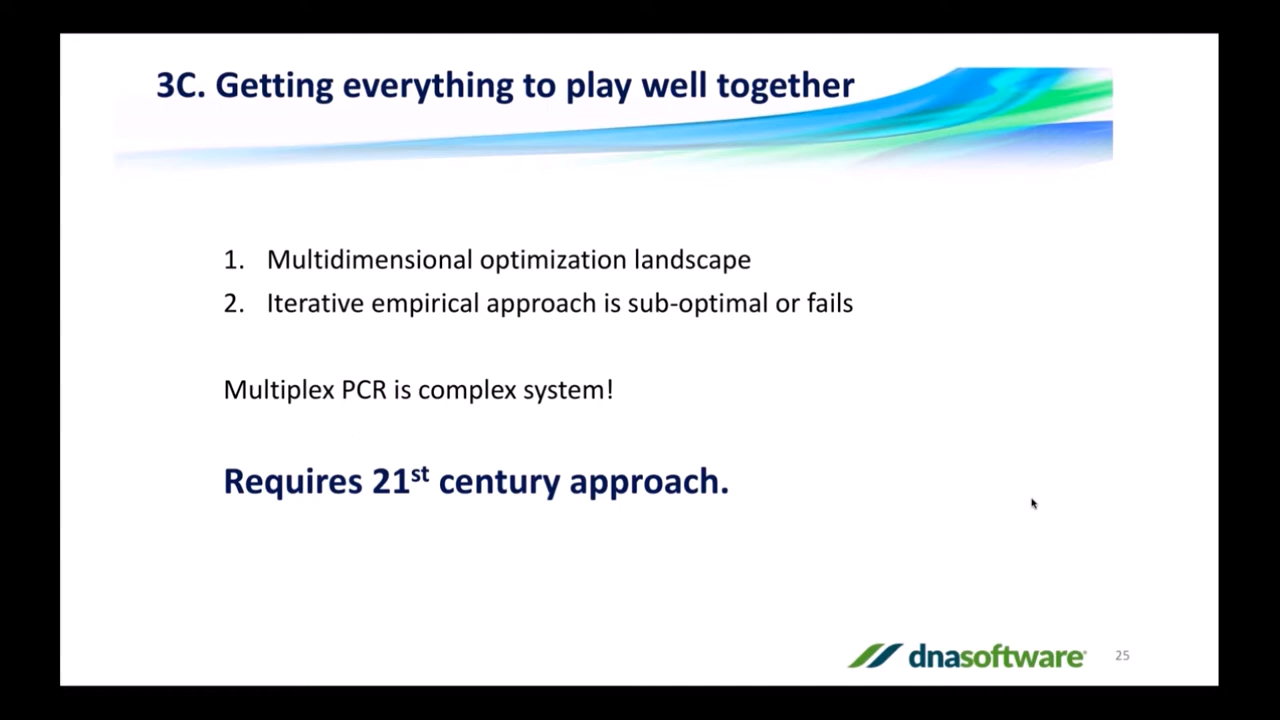 3C. Getting everything to play well together
1. Multidimensional optimization landscape
2. Iterative empirical approach is sub-optimal or fails
Multiplex PCR is complex system!
Requires 21st century approach.
dnasoftware
25